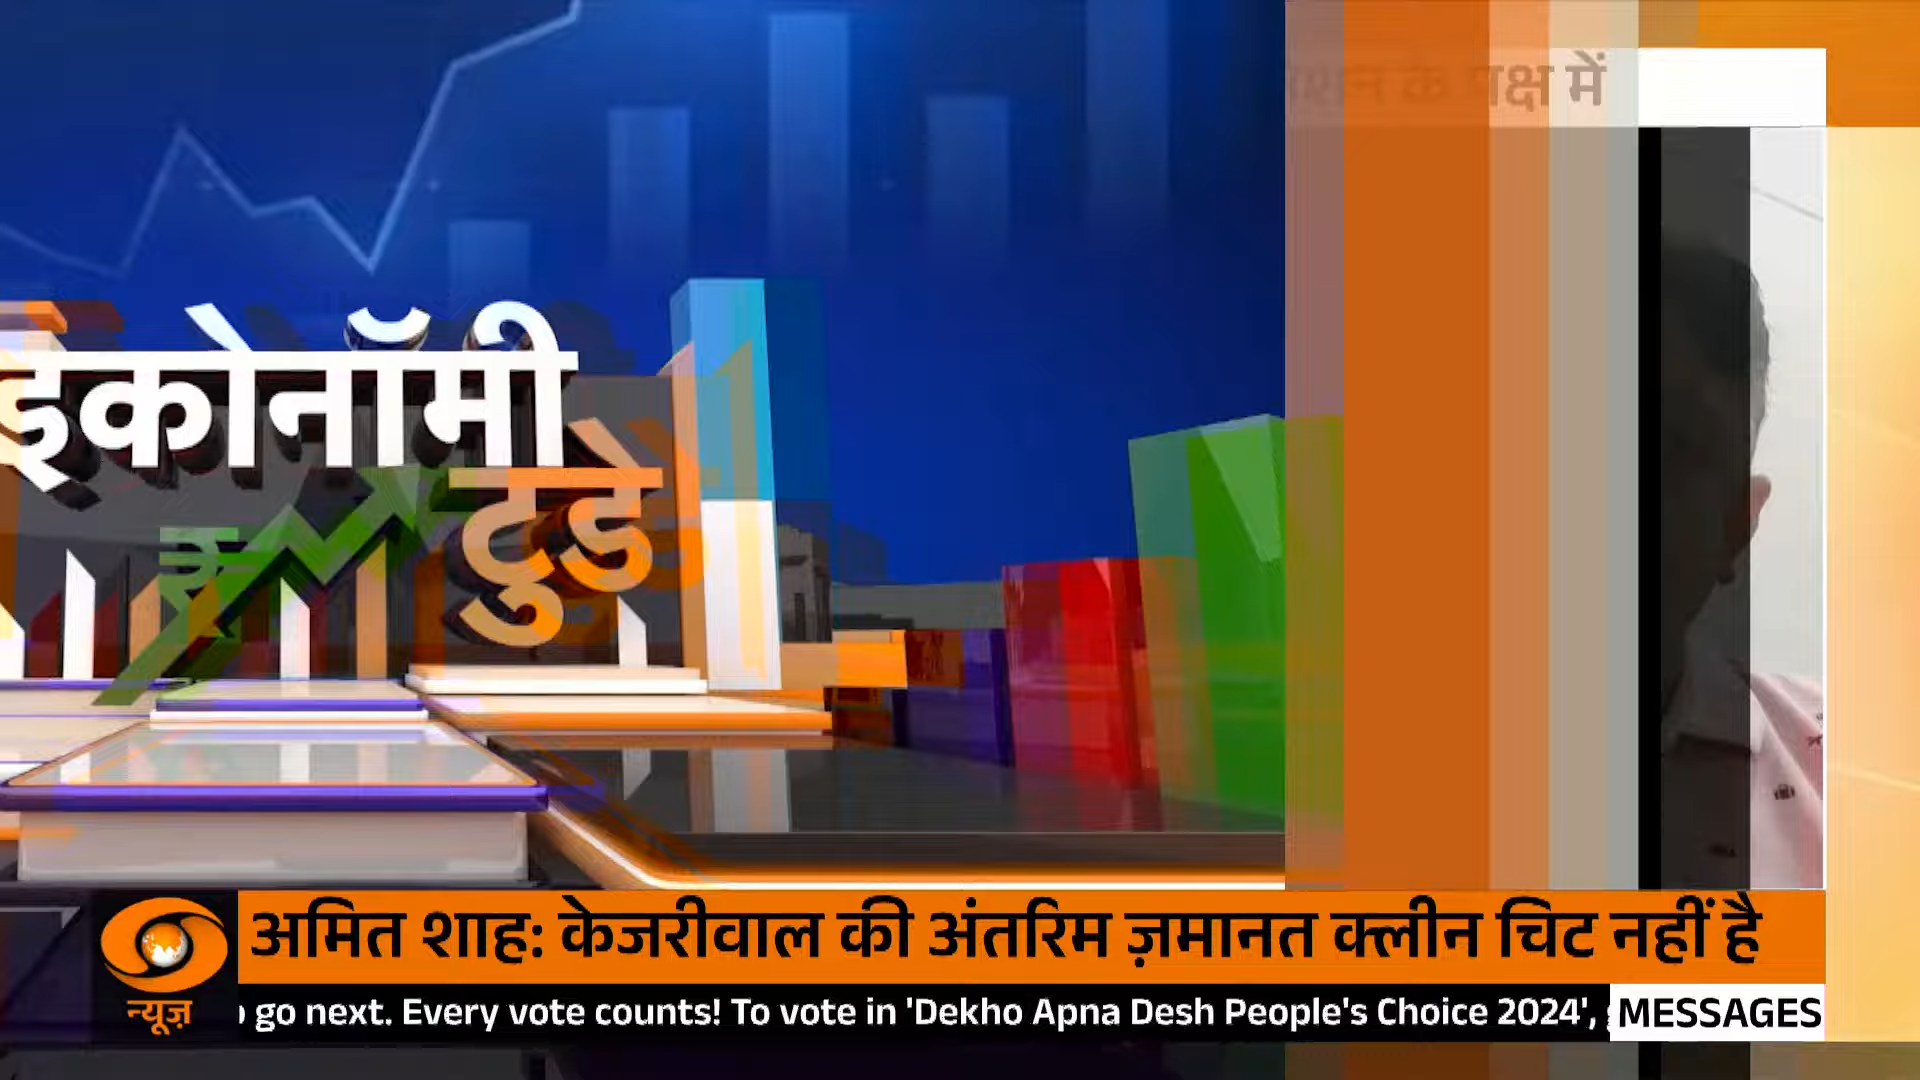 के पक्ष में
इकोनॉमी
टुडे
अमित शाह: केजरीवाल की अंतरिम ज़मानत क्लीन चिट नहीं है
न्यूज़
go next. Every vote counts! To vote in 'Dekho Apna Desh People's Choice 2024',
MESSAGES